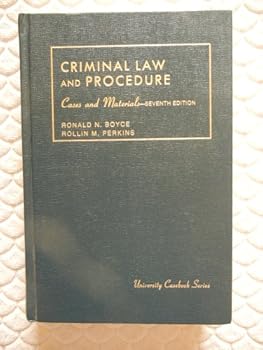 CRIMINAL LAW
AND PROCEDURE
Cases and Materials—SEVENTH EDITION
RONALD N. BOYCE
ROLLIN M. PERKINS
University Casebook Series